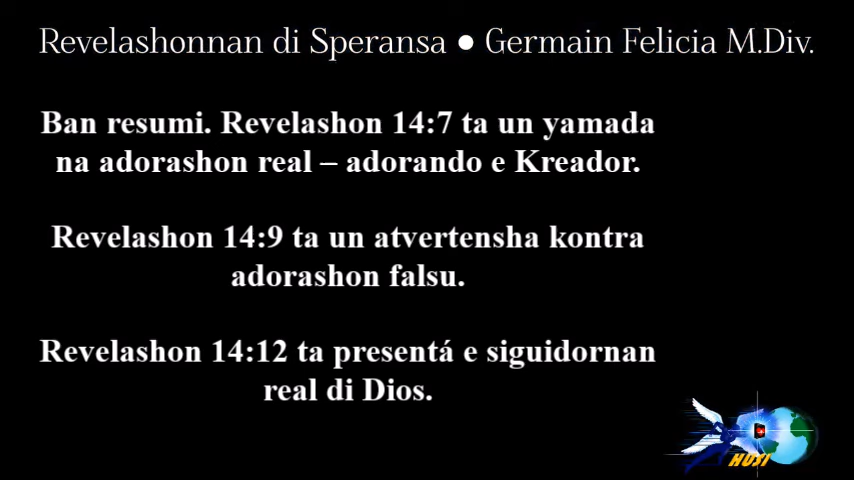 Revelashonnan di Speransa ● Germain Felicia M.Div.
Ban resumi. Revelashon 14:7 ta un yamada
na adorashon real – adorando e Kreador.
Revelashon 14:9 ta un atvertensha kontra
adorashon falsu.
Revelashon 14:12 ta presentá e siguidornan
real di Dios.
HUSI